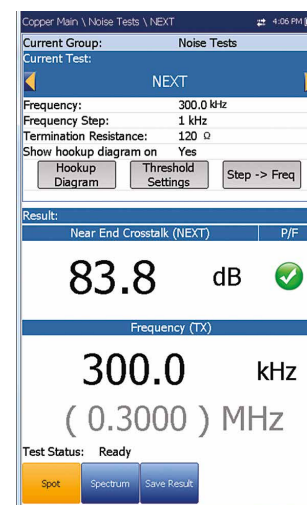 Copper Main \ Noise Tests \ NEXT 4:06 PM
Current Group: Noise Tests
Current Test:
NEXT
Frequency: 300.0 kHz
Frequency Step: 1 kHz
Termination Resistance: 120 Ω
Show hookup diagram on Yes
Hookup Diagram
Threshold Settings
Step -> Freq
Result:
Near End Crosstalk (NEXT) P/F
83.8 dB
Frequency (TX)
300.0 kHz
( 0.3000 ) MHz
Test Status: Ready
Spot Spectrum Save Result